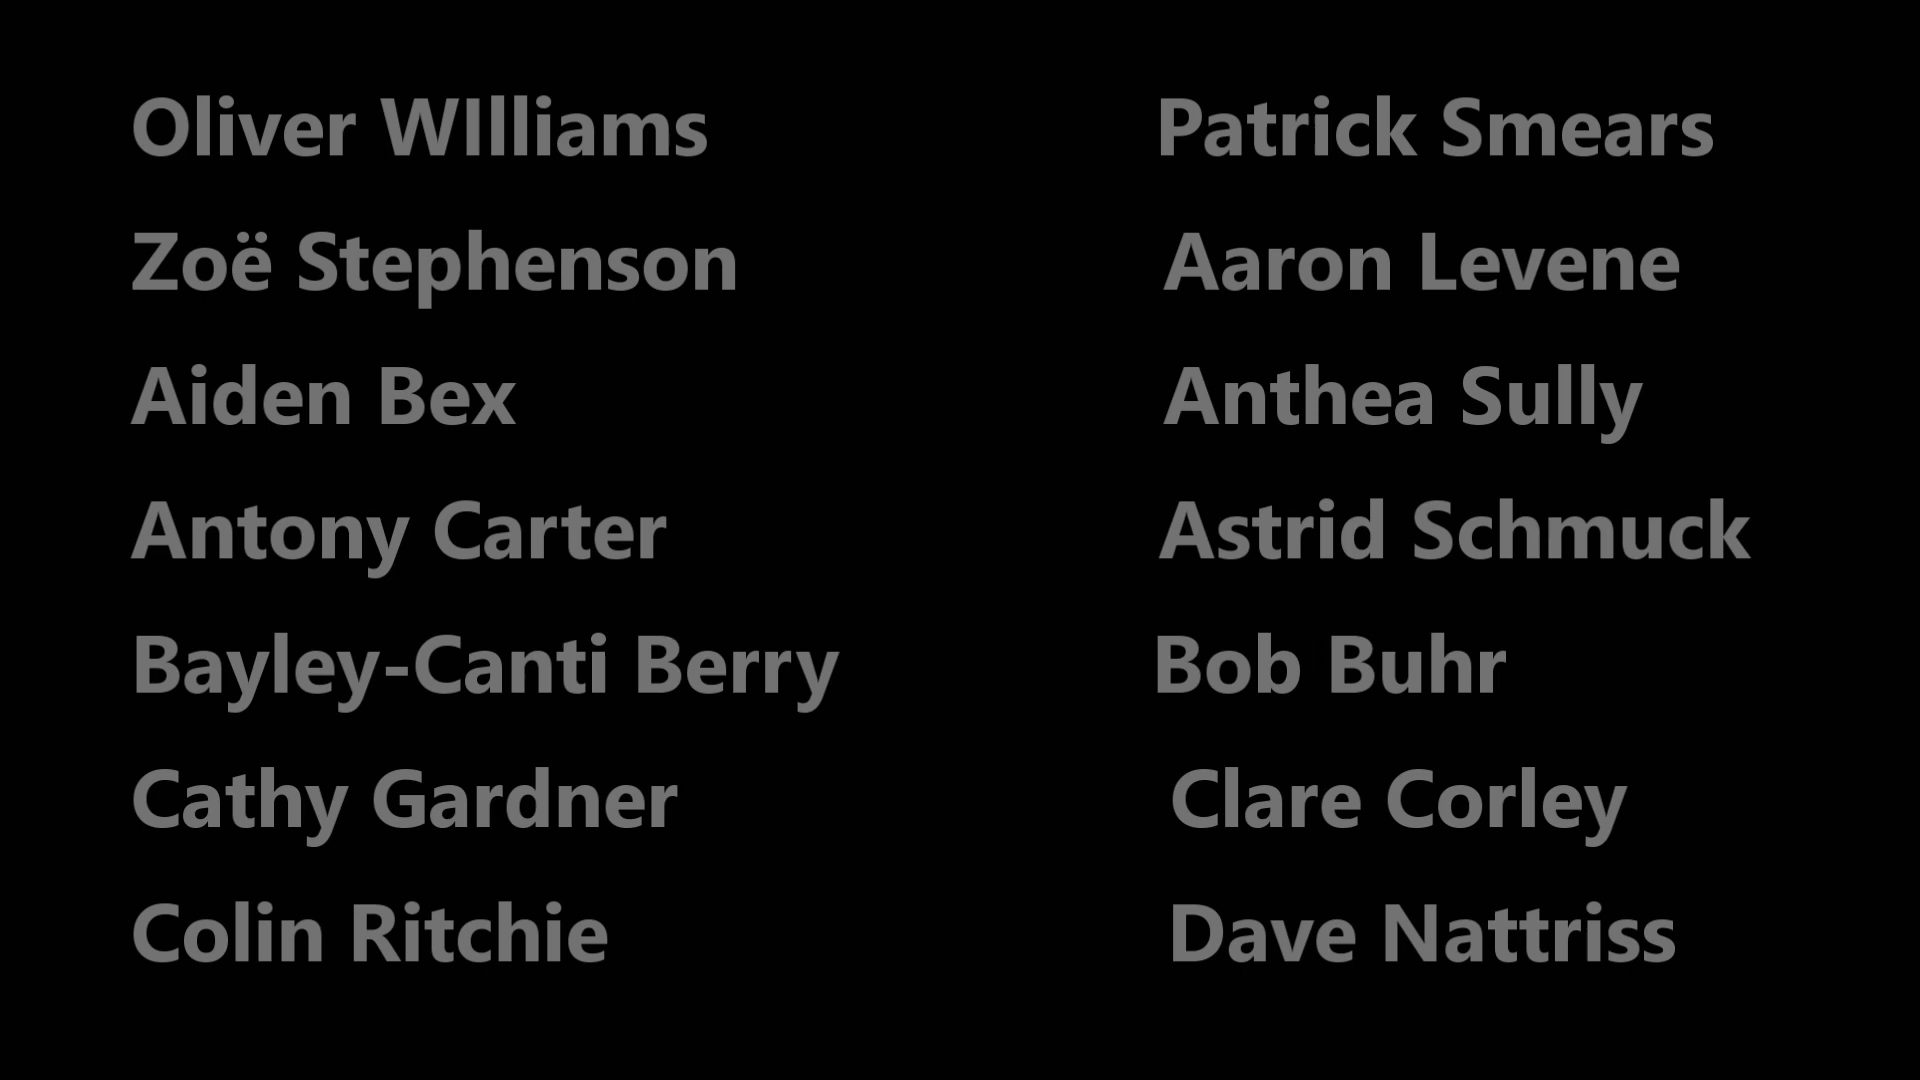 Oliver WIlliams
Patrick Smears
Zoë Stephenson
Aaron Levene
Aiden Bex
Anthea Sully
Antony Carter
Astrid Schmuck
Bayley-Canti Berry
Bob Buhr
Cathy Gardner
Clare Corley
Colin Ritchie
Dave Nattriss